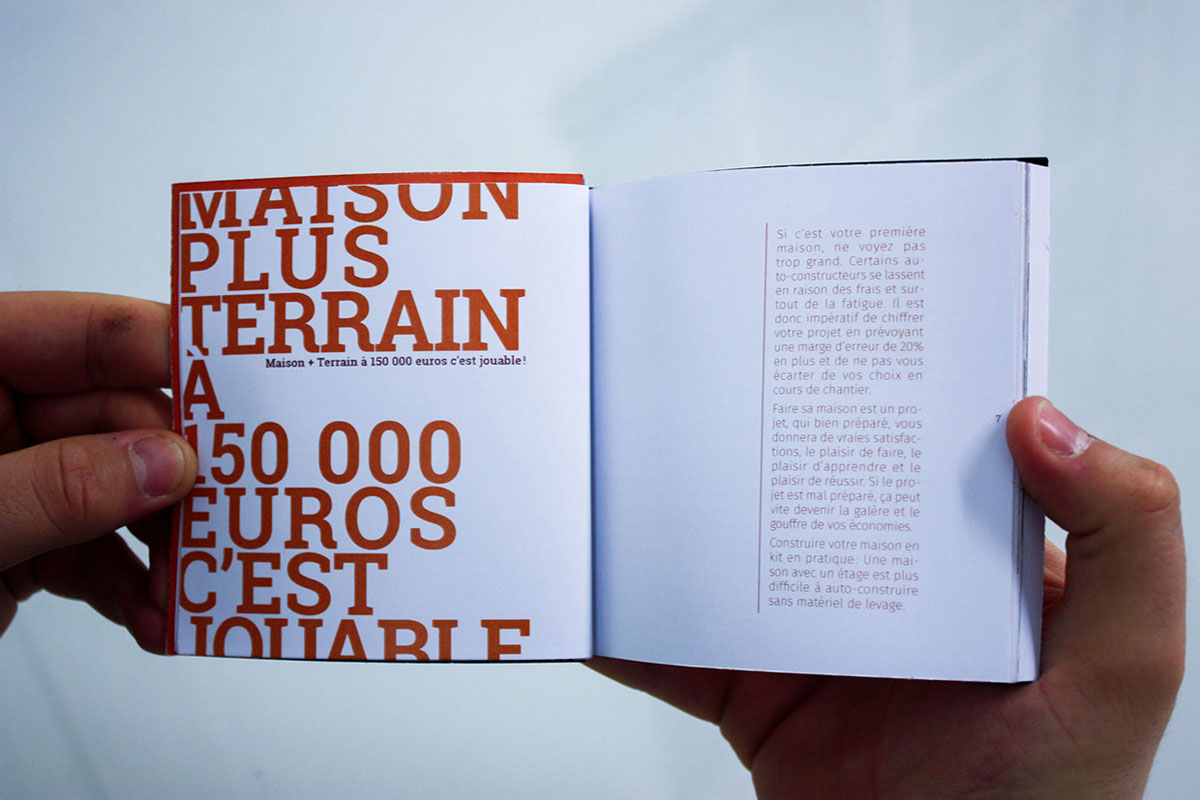 MAISON
PLUS
TERRAIN
Maison + Terrain à 150 000 euros c'est jouable !
À
150 000
EUROS
C'EST
JOUABLE
Si c'est votre première
maison, ne voyez pas
trop grand. Certains au-
to-constructeurs se lassent
en raison des frais et sur-
tout de la fatigue. Il est
donc impératif de chiffrer
votre projet en prévoyant
une marge d'erreur de 20%
en plus et de ne pas vous
écarter de vos choix en
cours de chantier.
Faire sa maison est un pro-
jet, qui bien préparé, vous
donnera de vraies satisfac-
tions, le plaisir de faire, le
plaisir d'apprendre et le
plaisir de réussir. Si le pro-
jet est mal préparé, ça peut
vite devenir la galère et le
gouffre de vos économies.
Construire votre maison en
kit en pratique : Une mai-
son avec un étage est plus
difficile à auto-construire
sans matériel de levage.
7